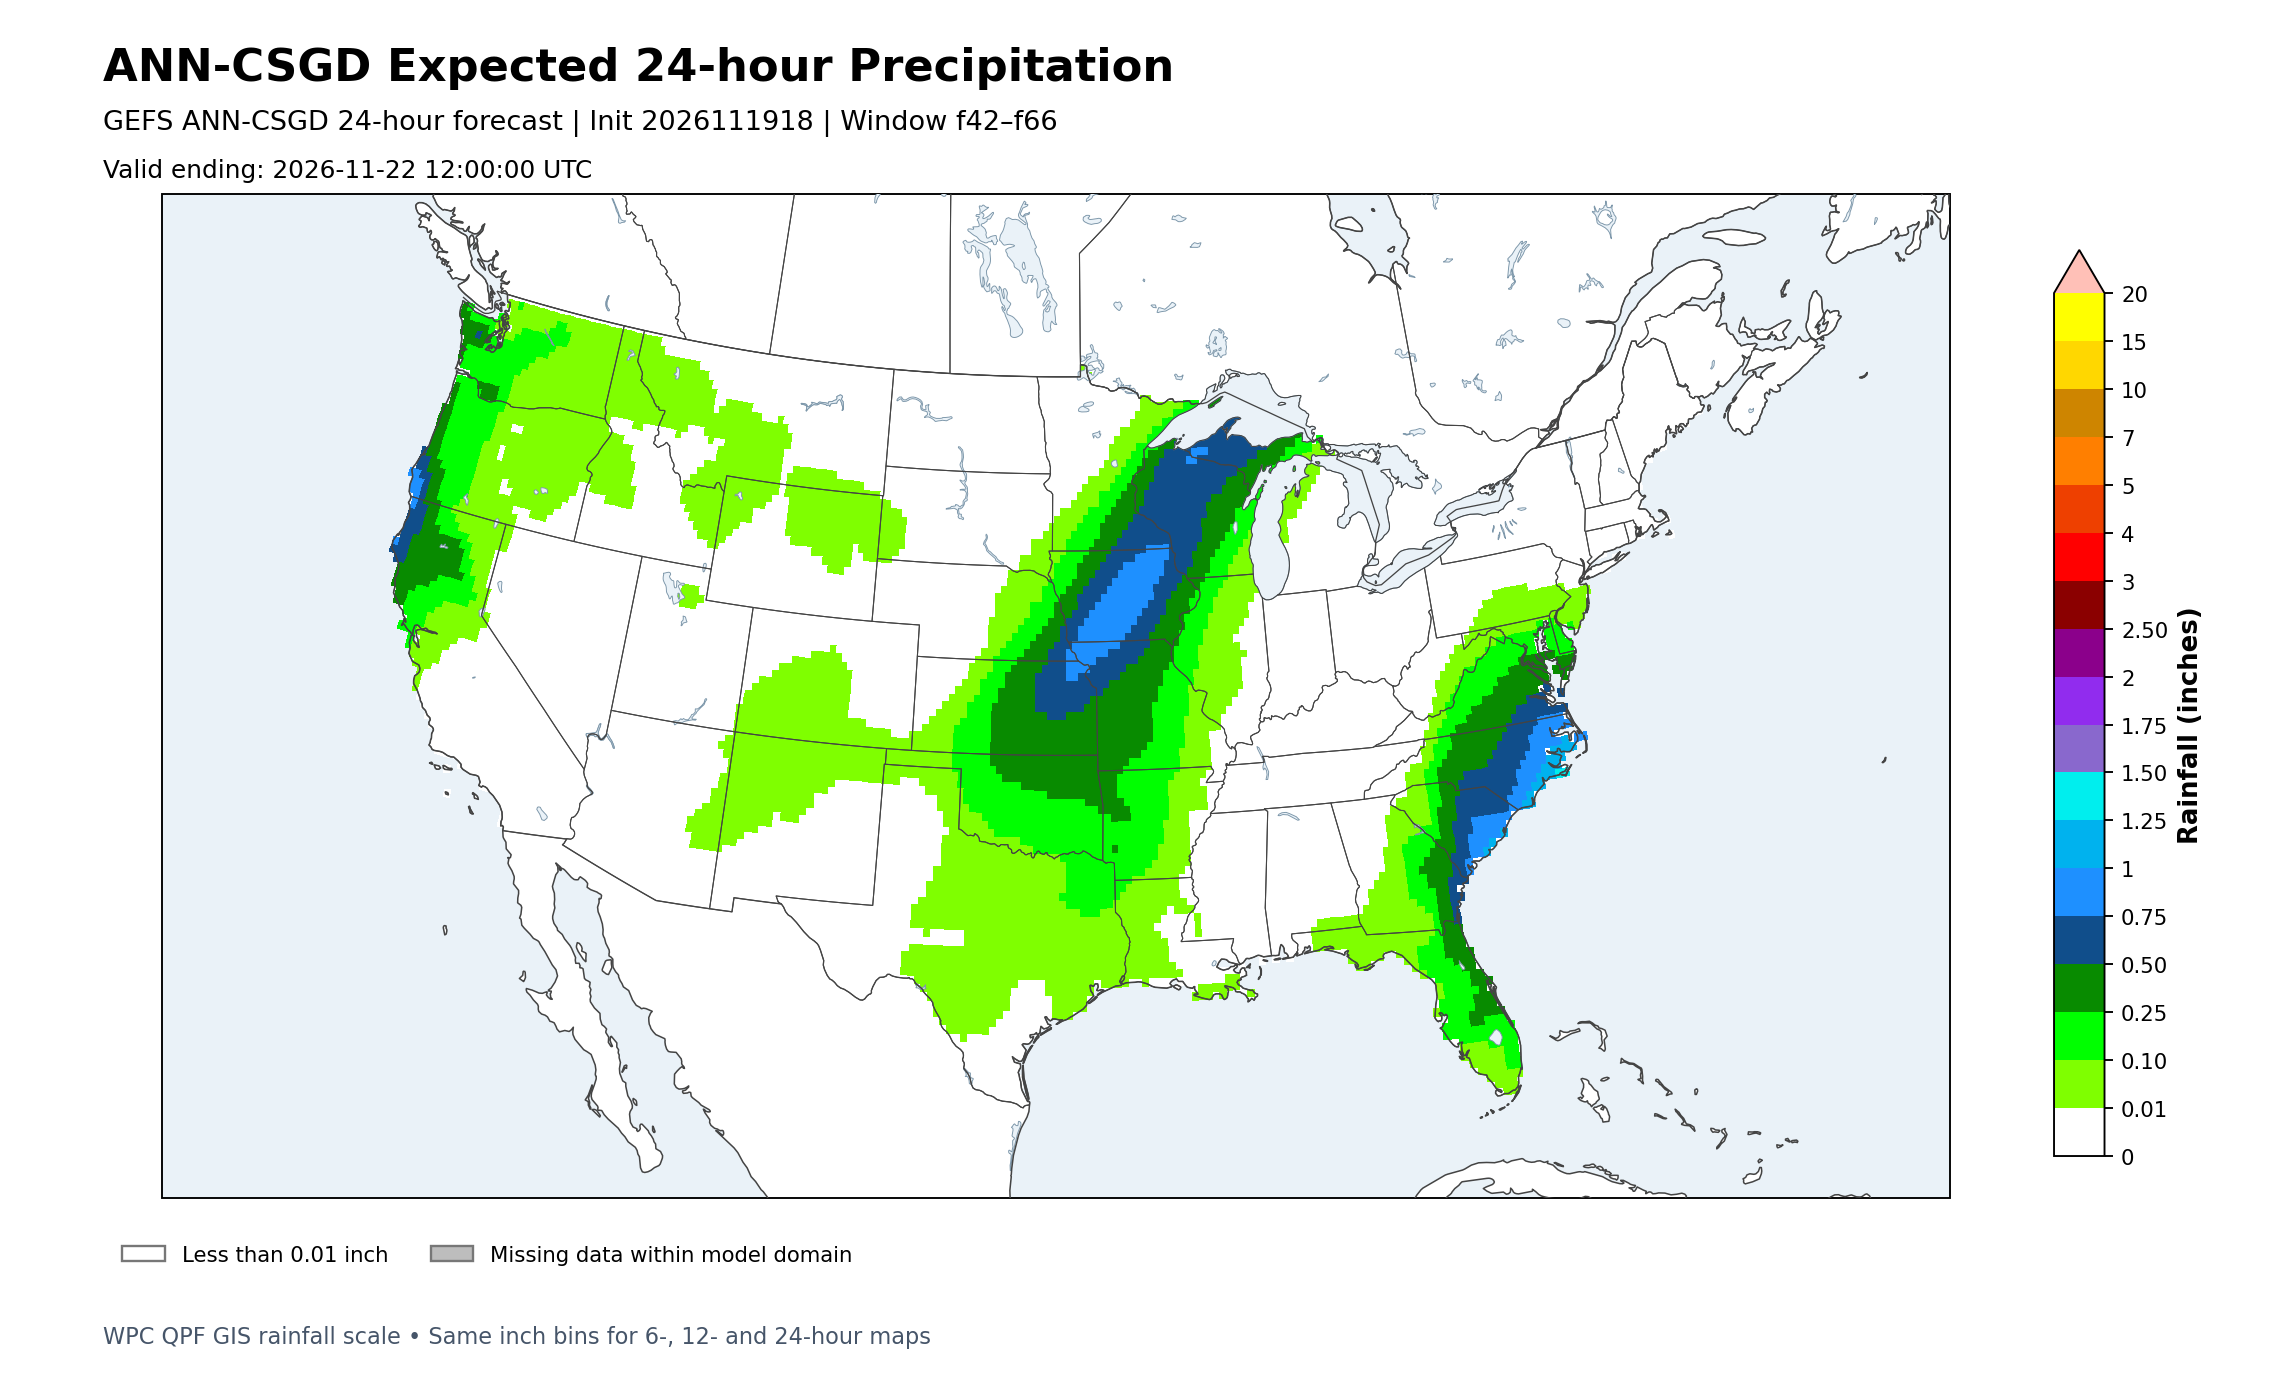 ANN-CSGD Expected 24-hour Precipitation
GEFS ANN-CSGD 24-hour forecast | Init 2026111918 | Window f42–f66
Valid ending: 2026-11-22 12:00:00 UTC
20
15
10
7
5
4
3
2.50
2
1.75
1.50
1.25
1
0.75
0.50
0.25
0.10
0.01
0
Rainfall (inches)
Less than 0.01 inch
Missing data within model domain
WPC QPF GIS rainfall scale • Same inch bins for 6-, 12- and 24-hour maps